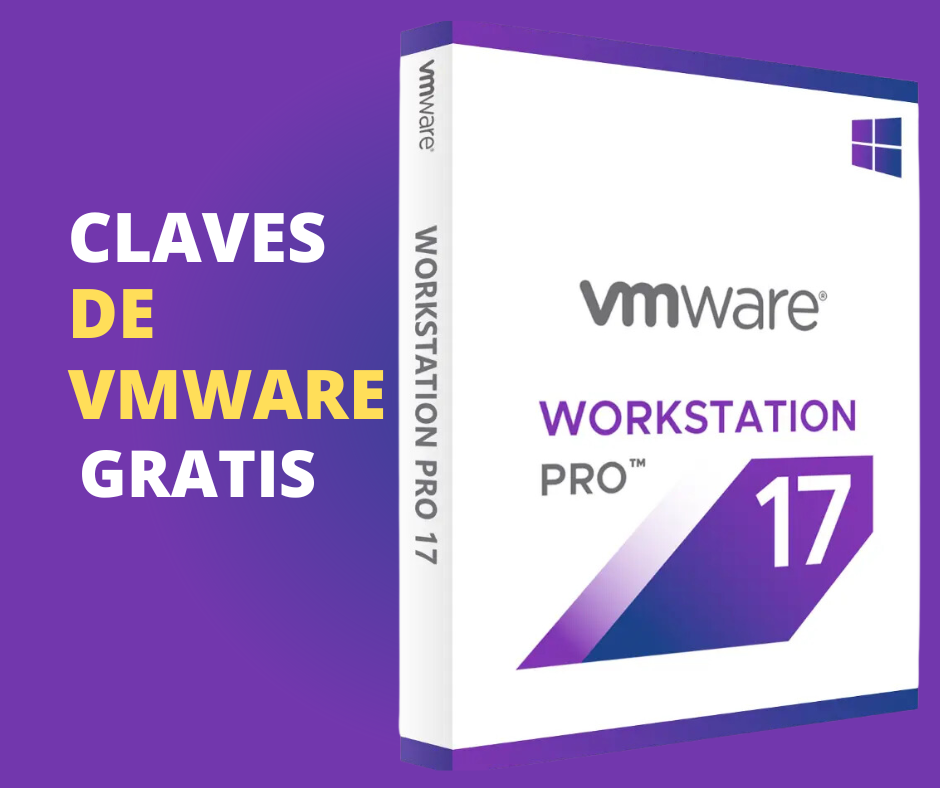 CLAVES
DE
VMWARE
GRATIS
vmware®
WORKSTATION PRO 17
vmware®
WORKSTATION
PRO™
17